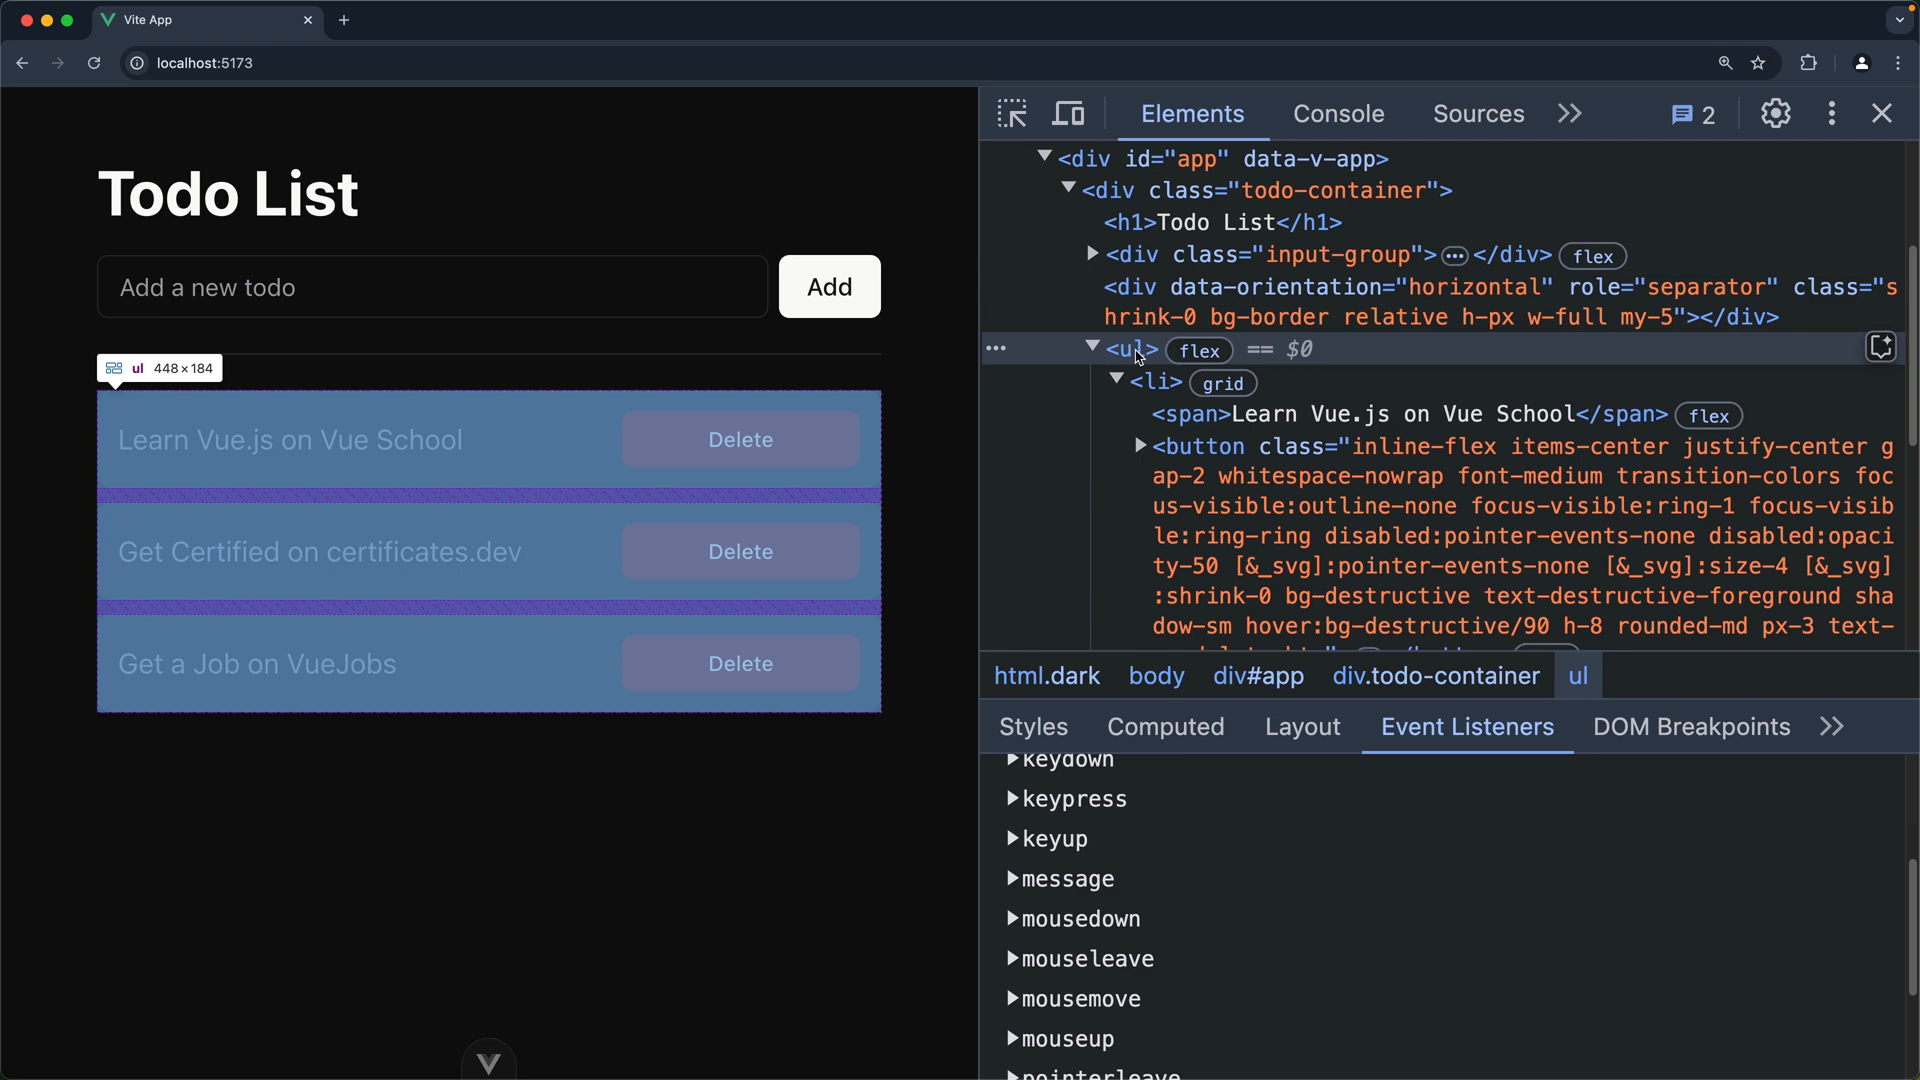 Vite App
localhost:5173
Todo List
Add a new todo
Add
ul 448×184
Learn Vue.js on Vue School
Delete
Get Certified on certificates.dev
Delete
Get a Job on VueJobs
Delete
Elements
Console
Sources
2
<div id="app" data-v-app>
<div class="todo-container">
<h1>Todo List</h1>
<div class="input-group"> ••• </div> flex
<div data-orientation="horizontal" role="separator" class="s
hrink-0 bg-border relative h-px w-full my-5"></div>
<ul> flex == $0
<li> grid
<span>Learn Vue.js on Vue School</span> flex
<button class="inline-flex items-center justify-center g
ap-2 whitespace-nowrap font-medium transition-colors foc
us-visible:outline-none focus-visible:ring-1 focus-visib
le:ring-ring disabled:pointer-events-none disabled:opaci
ty-50 [&_svg]:pointer-events-none [&_svg]:size-4 [&_svg]
:shrink-0 bg-destructive text-destructive-foreground sha
dow-sm hover:bg-destructive/90 h-8 rounded-md px-3 text-
html.dark body div#app div.todo-container ul
Styles
Computed
Layout
Event Listeners
DOM Breakpoints
keydown
keypress
keyup
message
mousedown
mouseleave
mousemove
mouseup
pointerleave